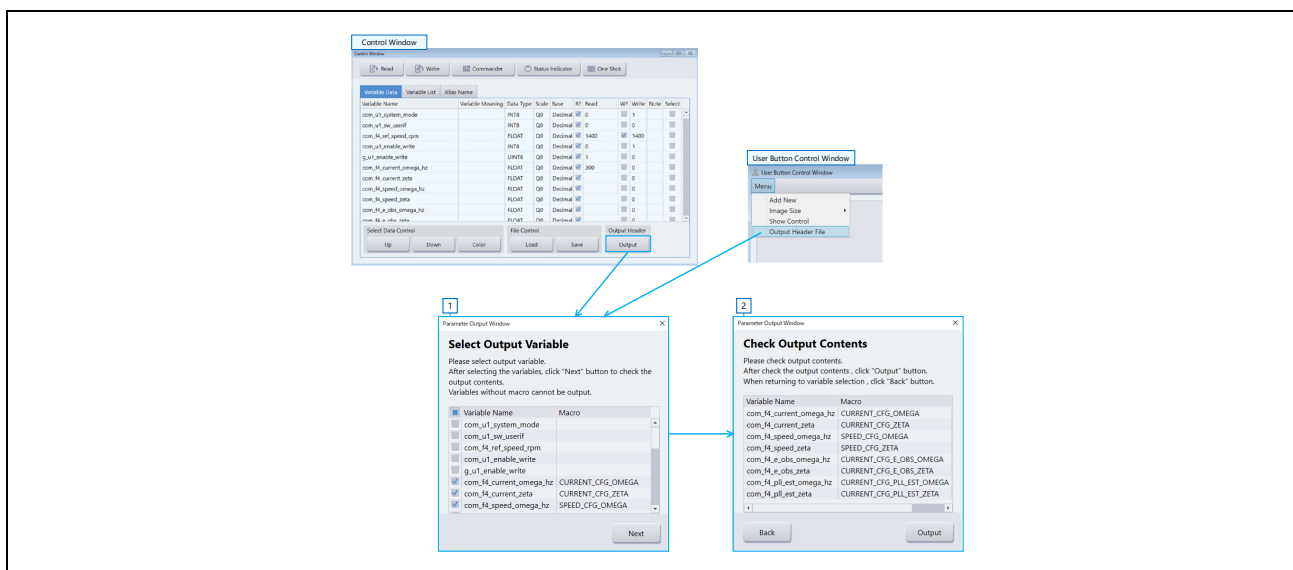 Control Window
Control Window
Read Write Commander Status Indicator One Shot
Variable Data Variable List Alias Name
Variable Name Variable Meaning Data Type Scale Base R? Read W? Write Note Select
com_u1_system_mode INT8 Q0 Decimal 0 1
com_u1_sw_userif INT8 Q0 Decimal 0 0
com_f4_ref_speed_rpm FLOAT Q0 Decimal 1400 1400
com_u1_enable_write INT8 Q0 Decimal 0 1
g_u1_enable_write UINT8 Q0 Decimal 1 0
com_f4_current_omega_hz FLOAT Q0 Decimal 300 0
com_f4_current_zeta FLOAT Q0 Decimal 0
com_f4_speed_omega_hz FLOAT Q0 Decimal 0
com_f4_speed_zeta FLOAT Q0 Decimal 0
com_f4_e_obs_omega_hz FLOAT Q0 Decimal 0
com_f4_e_obs_zeta FLOAT Q0 Decimal 0
Select Data Control File Control Output Header
Up Down Color Load Save Output
User Button Control Window
User Button Control Window
Menu
Add New
Image Size
Show Control
Output Header File
1
Parameter Output Window
Select Output Variable
Please select output variable.
After selecting the variables, click "Next" button to check the
output contents.
Variables without macro cannot be output.
Variable Name Macro
com_u1_system_mode
com_u1_sw_userif
com_f4_ref_speed_rpm
com_u1_enable_write
g_u1_enable_write
com_f4_current_omega_hz CURRENT_CFG_OMEGA
com_f4_current_zeta CURRENT_CFG_ZETA
com_f4_speed_omega_hz SPEED_CFG_OMEGA
Next
2
Parameter Output Window
Check Output Contents
Please check output contents.
After check the output contents , click "Output" button.
When returning to variable selection , click "Back" button.
Variable Name Macro
com_f4_current_omega_hz CURRENT_CFG_OMEGA
com_f4_current_zeta CURRENT_CFG_ZETA
com_f4_speed_omega_hz SPEED_CFG_OMEGA
com_f4_speed_zeta SPEED_CFG_ZETA
com_f4_e_obs_omega_hz CURRENT_CFG_E_OBS_OMEGA
com_f4_e_obs_zeta CURRENT_CFG_E_OBS_ZETA
com_f4_pll_est_omega_hz CURRENT_CFG_PLL_EST_OMEGA
com_f4_pll_est_zeta CURRENT_CFG_PLL_EST_ZETA
Back Output